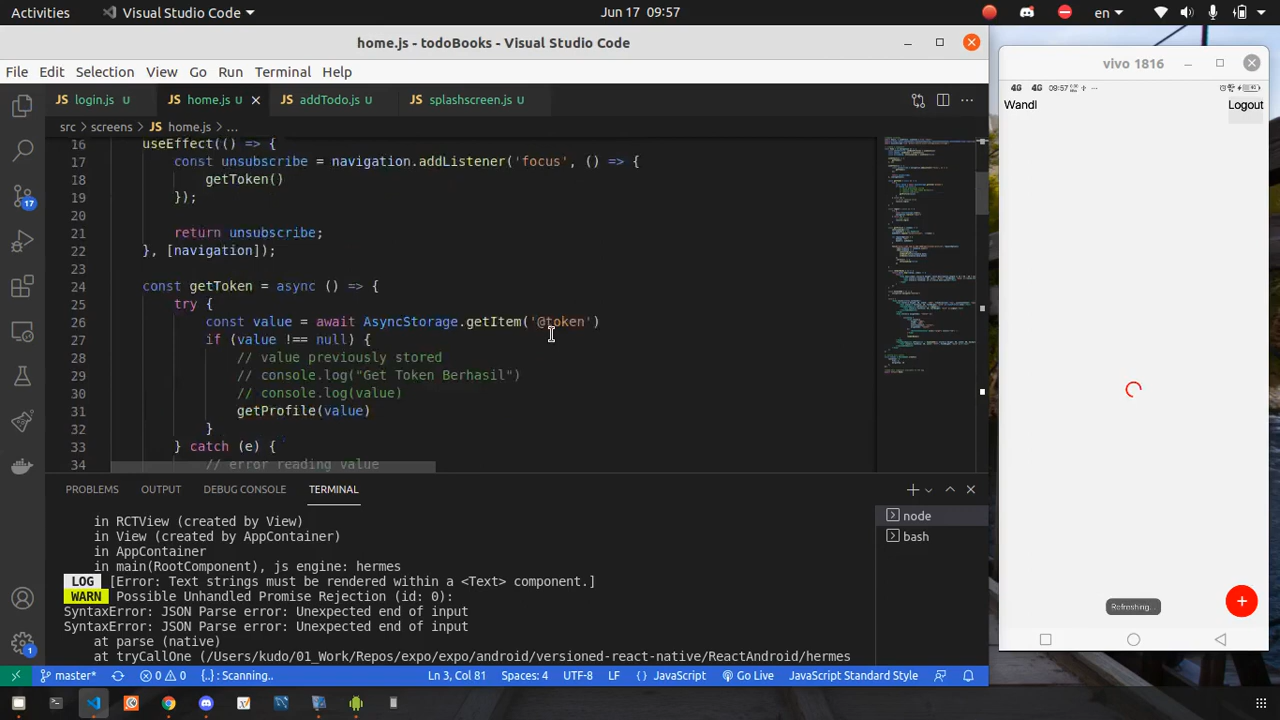 Activities
Visual Studio Code
Jun 17 09:57
en
home.js - todoBooks - Visual Studio Code
File Edit Selection View Go Run Terminal Help
JS login.js U
JS home.js U
JS addTodo.js U
JS splashscreen.js U
src > screens > JS home.js > ...
16 useEffect(() => {
17 const unsubscribe = navigation.addListener('focus', () => {
18 getToken()
19 });
20
21 return unsubscribe;
22 }, [navigation]);
23
24 const getToken = async () => {
25 try {
26 const value = await AsyncStorage.getItem('@token')
27 if (value !== null) {
28 // value previously stored
29 // console.log("Get Token Berhasil")
30 // console.log(value)
31 getProfile(value)
32 }
33 } catch (e) {
34 // error reading value
17
1
PROBLEMS OUTPUT DEBUG CONSOLE TERMINAL
in RCTView (created by View)
in View (created by AppContainer)
in AppContainer
in main(RootComponent), js engine: hermes
LOG [Error: Text strings must be rendered within a <Text> component.]
WARN Possible Unhandled Promise Rejection (id: 0):
SyntaxError: JSON Parse error: Unexpected end of input
SyntaxError: JSON Parse error: Unexpected end of input
at parse (native)
at tryCallOne (/Users/kudo/01_Work/Repos/expo/expo/android/versioned-react-native/ReactAndroid/hermes
node
bash
master*
0 0
{..} : Scanning..
Ln 3, Col 81
Spaces: 4
UTF-8
LF
JavaScript
Go Live
JavaScript Standard Style
vivo 1816
4G 4G 09:57
WandI
Logout
Refreshing...
+